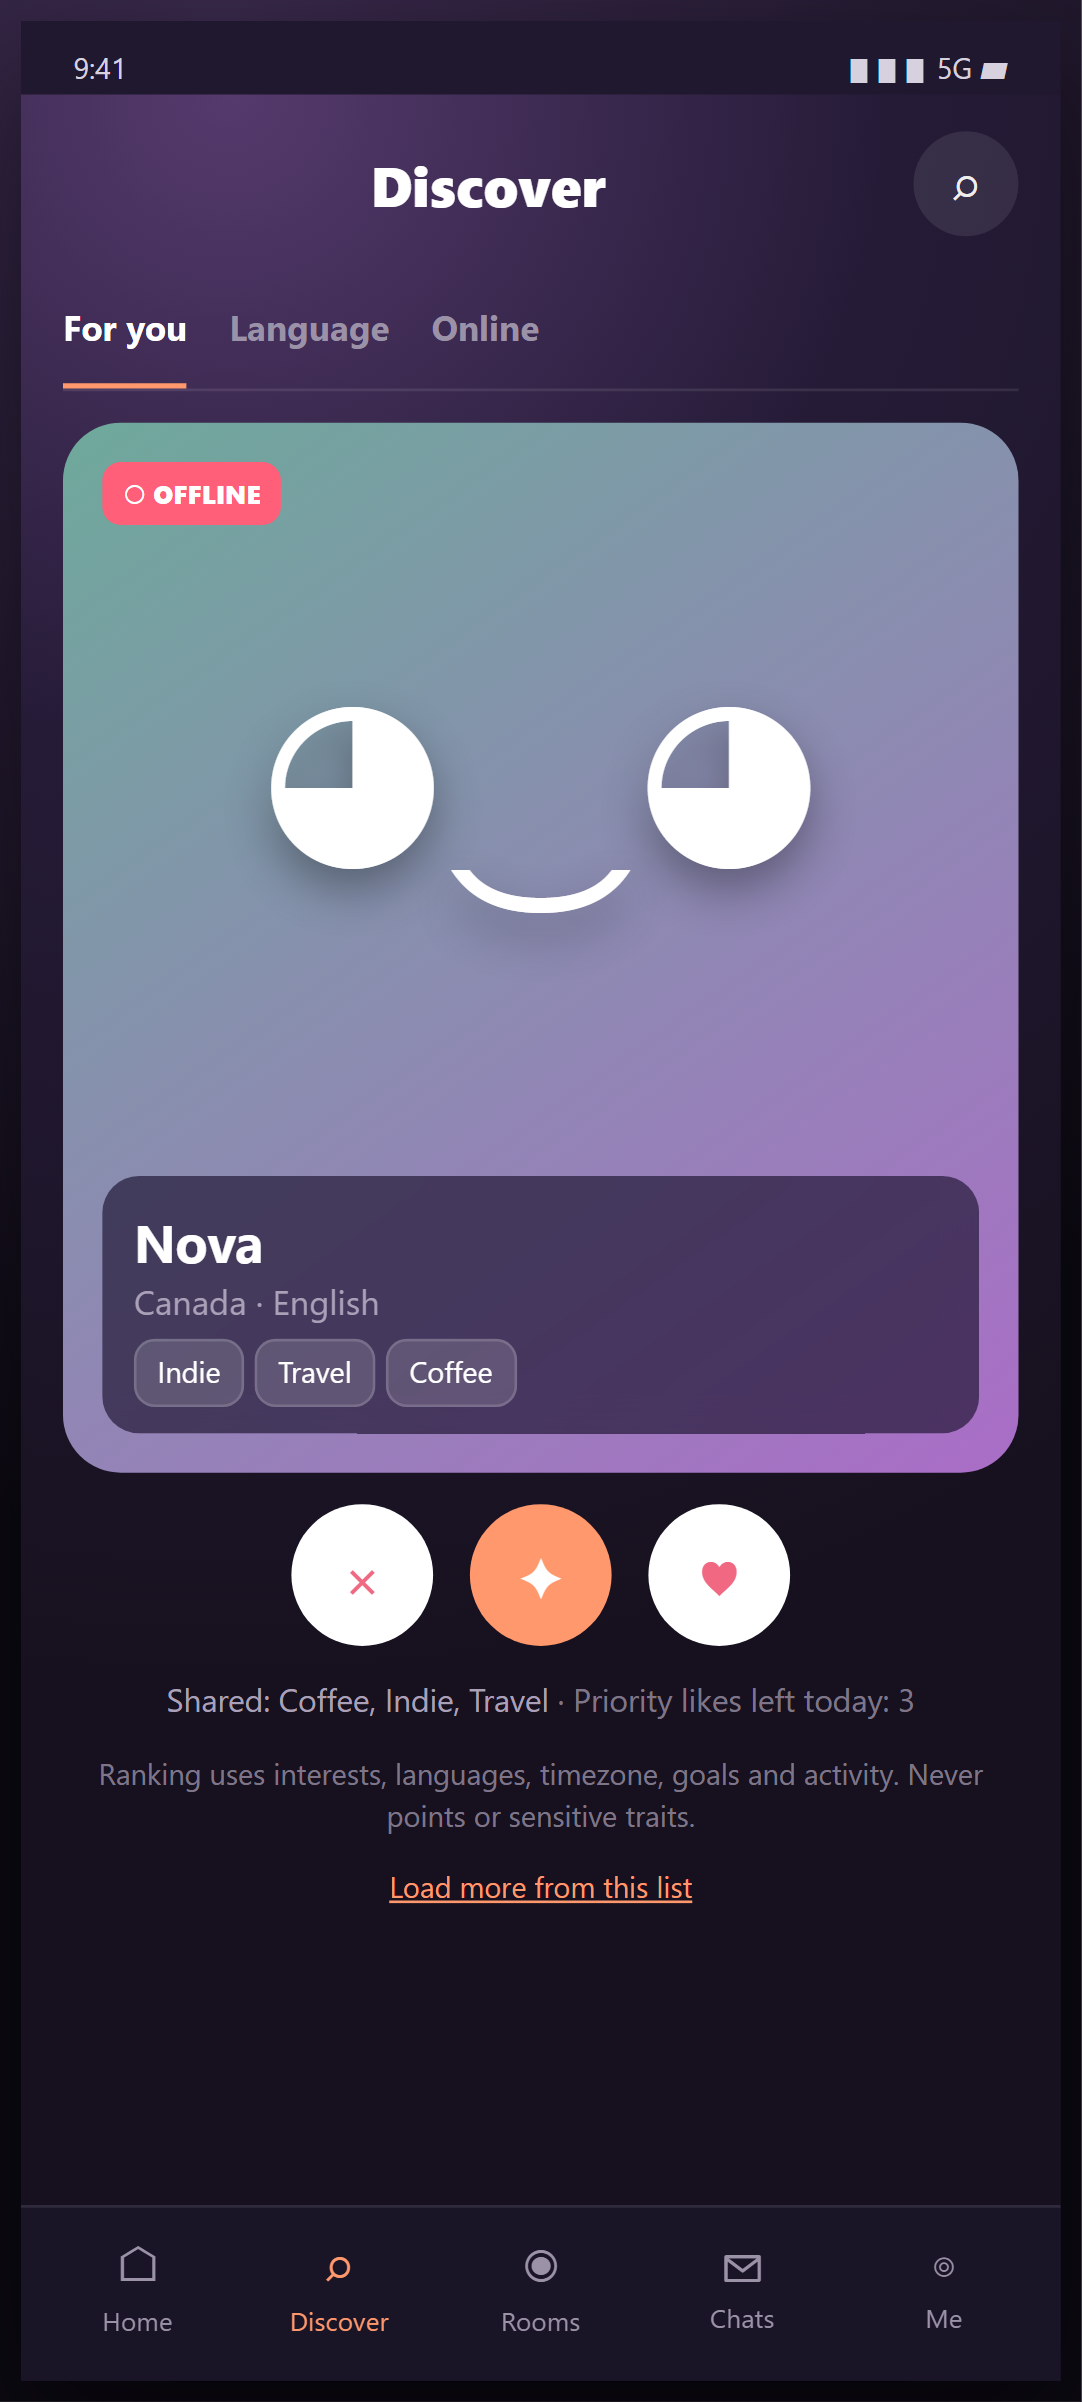 9:41
5G
Discover
For you Language Online
OFFLINE
Nova
Canada · English
Indie Travel Coffee
Shared: Coffee, Indie, Travel · Priority likes left today: 3
Ranking uses interests, languages, timezone, goals and activity. Never
points or sensitive traits.
Load more from this list
Home Discover Rooms Chats Me